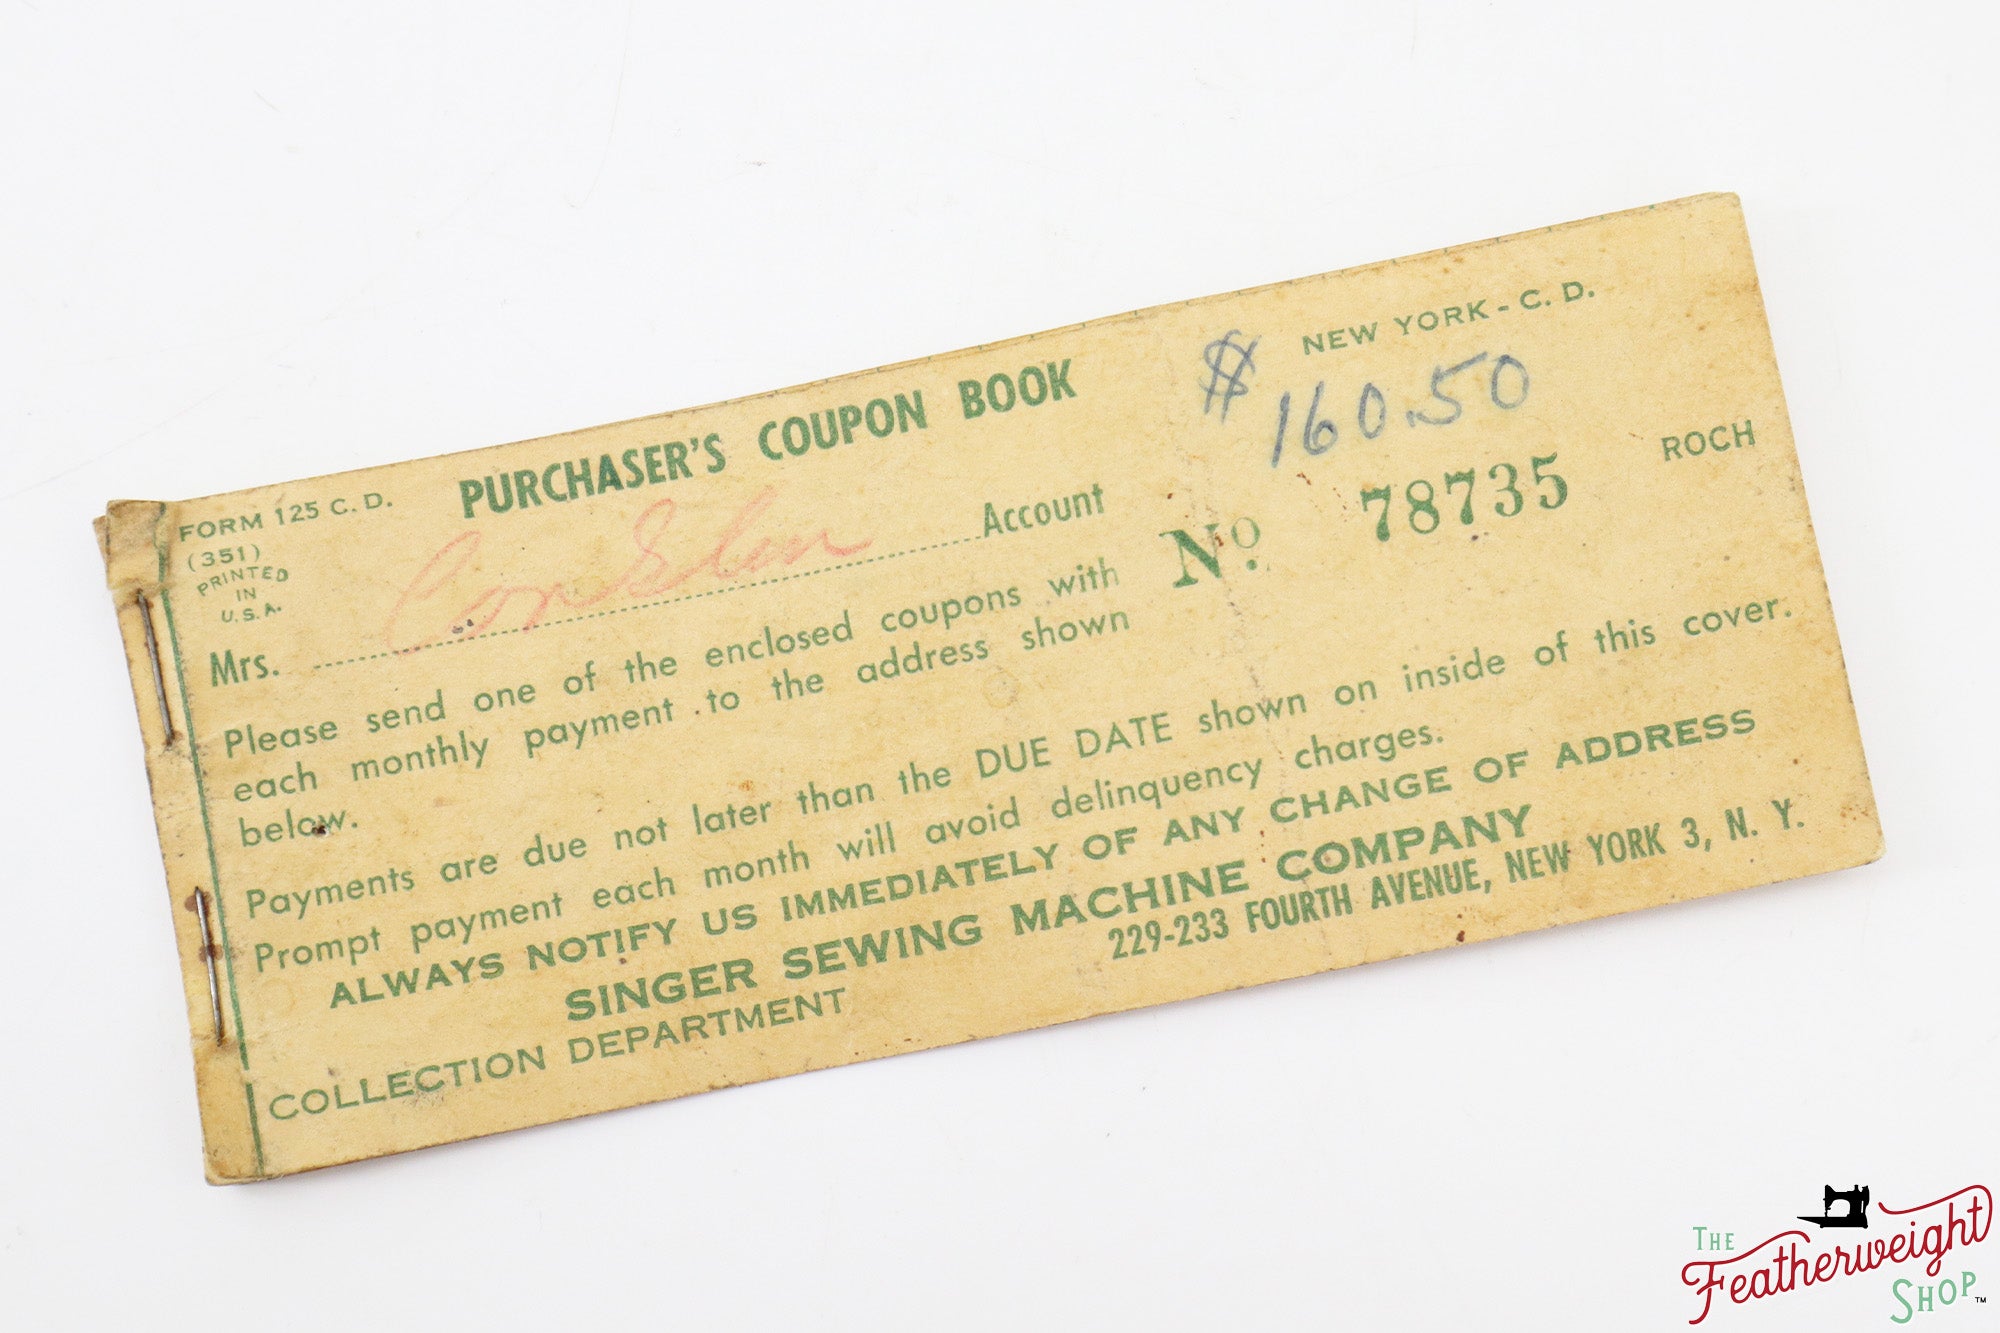 FORM 125 C. D.
(351)
PRINTED
IN
U.S.A.
PURCHASER'S COUPON BOOK
NEW YORK - C. D.
$ 160.50
Mrs. Account
No 78735
ROCH
Please send one of the enclosed coupons with
each monthly payment to the address shown
below.
Payments are due not later than the DUE DATE shown on inside of this cover.
Prompt payment each month will avoid delinquency charges.
ALWAYS NOTIFY US IMMEDIATELY OF ANY CHANGE OF ADDRESS
SINGER SEWING MACHINE COMPANY
COLLECTION DEPARTMENT
229-233 FOURTH AVENUE, NEW YORK 3, N. Y.
THE
Featherweight
SHOP™